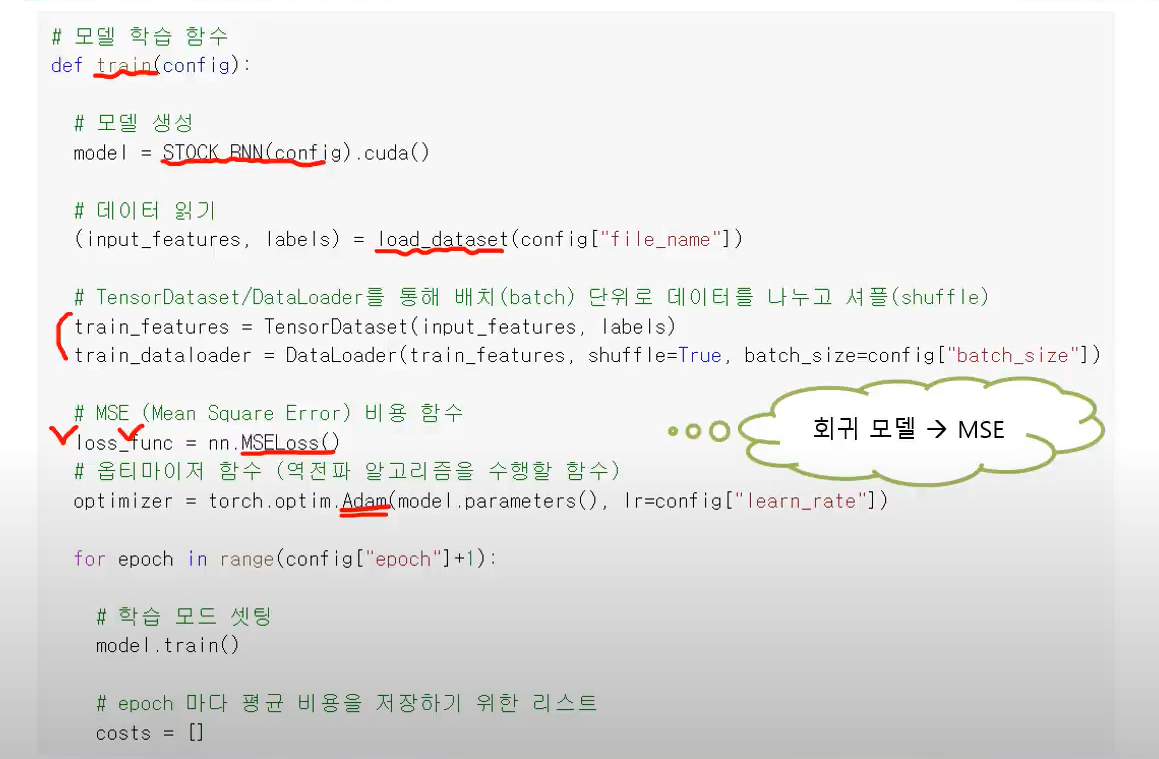 # 모델 학습 함수
def train(config):
# 모델 생성
model = STOCK_RNN(config).cuda()
# 데이터 읽기
(input_features, labels) = load_dataset(config["file_name"])
# TensorDataset/DataLoader를 통해 배치(batch) 단위로 데이터를 나누고 셔플(shuffle)
train_features = TensorDataset(input_features, labels)
train_dataloader = DataLoader(train_features, shuffle=True, batch_size=config["batch_size"])
# MSE (Mean Square Error) 비용 함수
loss_func = nn.MSELoss()
회귀 모델 → MSE
# 옵티마이저 함수 (역전파 알고리즘을 수행할 함수)
optimizer = torch.optim.Adam(model.parameters(), lr=config["learn_rate"])
for epoch in range(config["epoch"]+1):
# 학습 모드 셋팅
model.train()
# epoch 마다 평균 비용을 저장하기 위한 리스트
costs = []